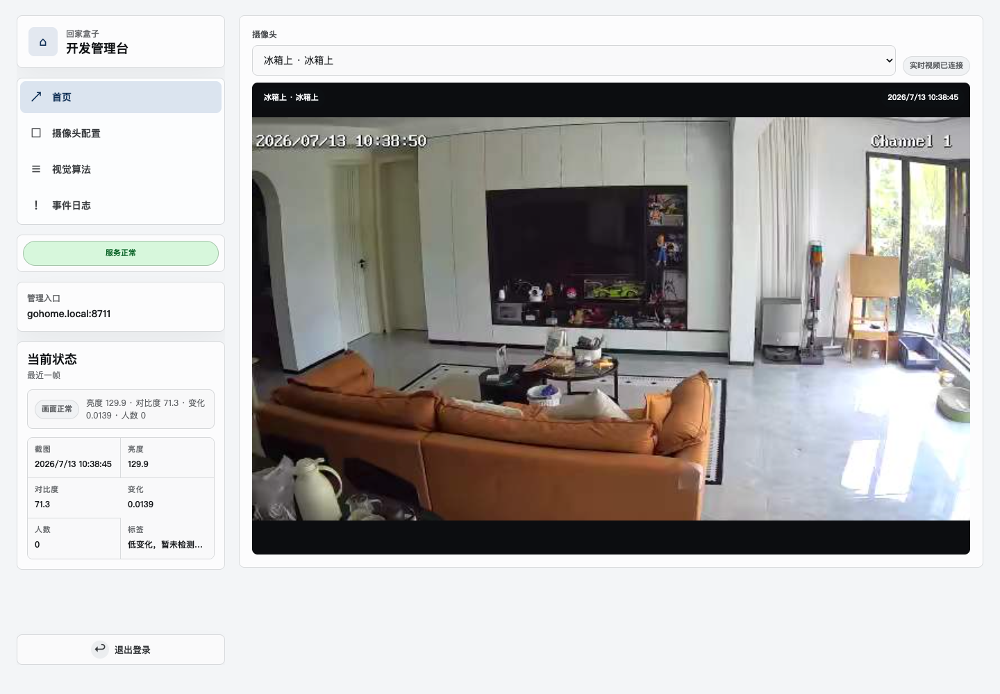 回家盒子
开发管理台
首页
摄像头配置
视觉算法
事件日志
服务正常
管理入口
gohome.local:8711
当前状态
最近一帧
画面正常
亮度 129.9 · 对比度 71.3 · 变化
0.0139 · 人数 0
截图
亮度
2026/7/13 10:38:45
129.9
对比度
变化
71.3
0.0139
人数
标签
0
低变化，暂未检测...
退出登录
摄像头
冰箱上 · 冰箱上
实时视频已连接
冰箱上 · 冰箱上
2026/7/13 10:38:45
2026/07/13 10:38:50
Channel 1